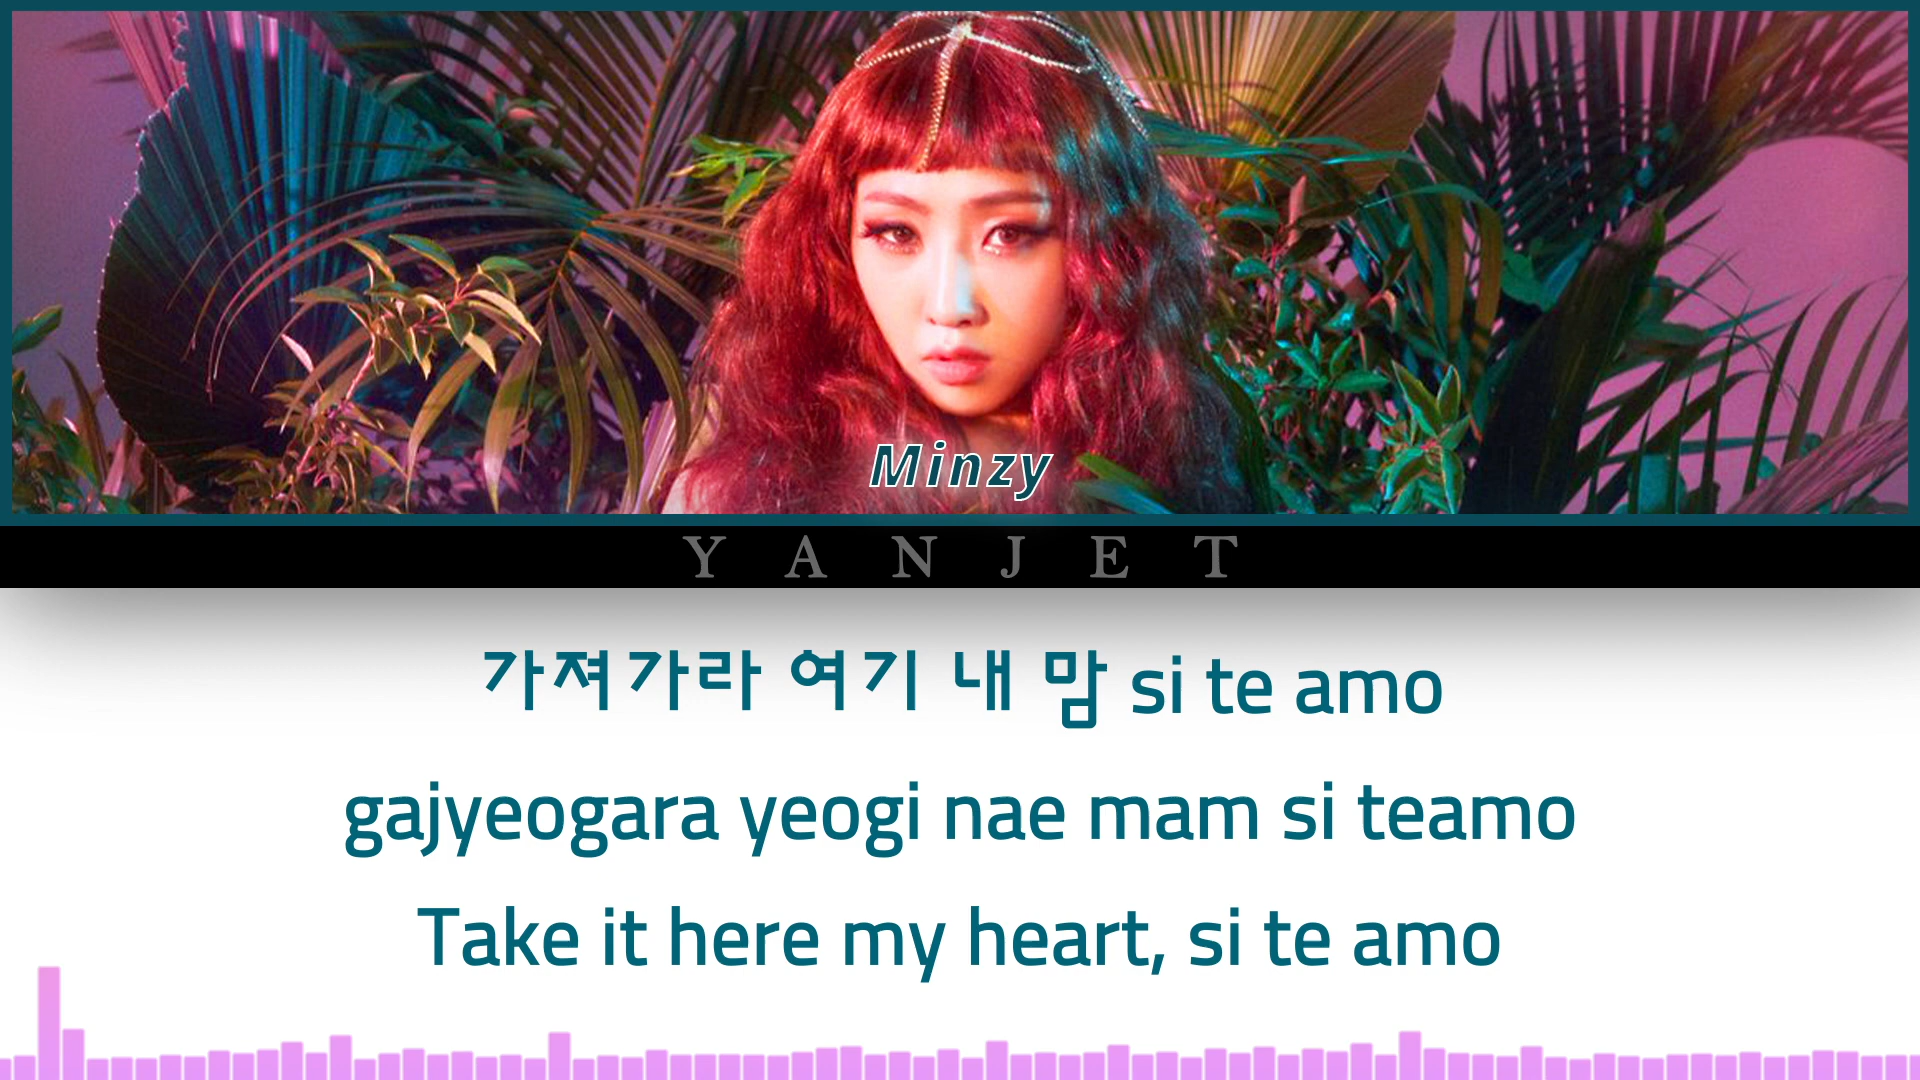 Minzy
YANJET
가져가라 여기 내 맘 si te amo
gajyeogara yeogi nae mam si teamo
Take it here my heart, si te amo